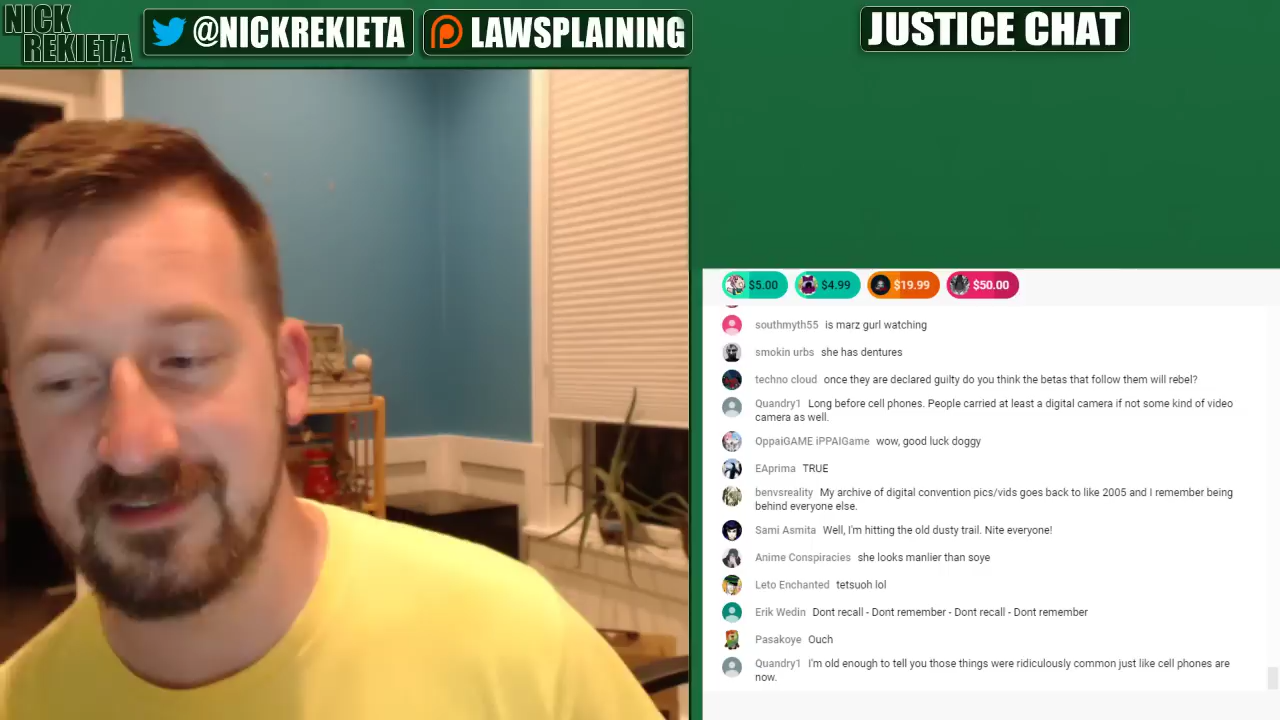 NICK
REKIETA
@NICKREKIETA
LAWSPLAINING
JUSTICE CHAT
$5.00
$4.99
$19.99
$50.00
southmyth55 is marz gurl watching
smokin urbs she has dentures
techno cloud once they are declared guilty do you think the betas that follow them will rebel?
Quandry1 Long before cell phones. People carried at least a digital camera if not some kind of video
camera as well.
OppaiGAME iPPAIGame wow, good luck doggy
EAprima TRUE
benvsreality My archive of digital convention pics/vids goes back to like 2005 and I remember being
behind everyone else.
Sami Asmita Well, I'm hitting the old dusty trail. Nite everyone!
Anime Conspiracies she looks manlier than soye
Leto Enchanted tetsuoh lol
Erik Wedin Dont recall - Dont remember - Dont recall - Dont remember
Pasakoye Ouch
Quandry1 I'm old enough to tell you those things were ridiculously common just like cell phones are
now.